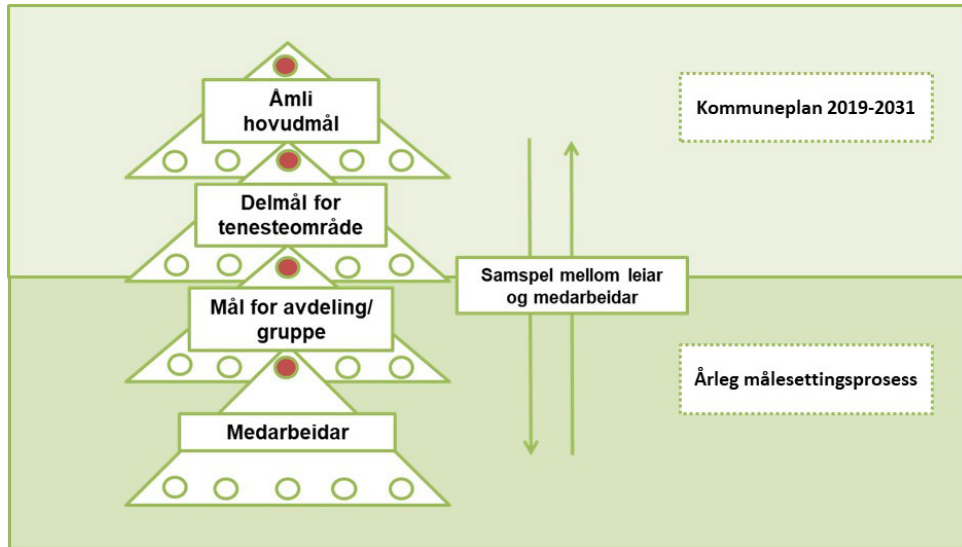 Åmli
hovudmål
Kommuneplan 2019-2031
Delmål for
tenesteområde
Samspel mellom leiar
og medarbeidar
Mål for avdeling/
gruppe
Årleg målesettingsprosess
Medarbeidar